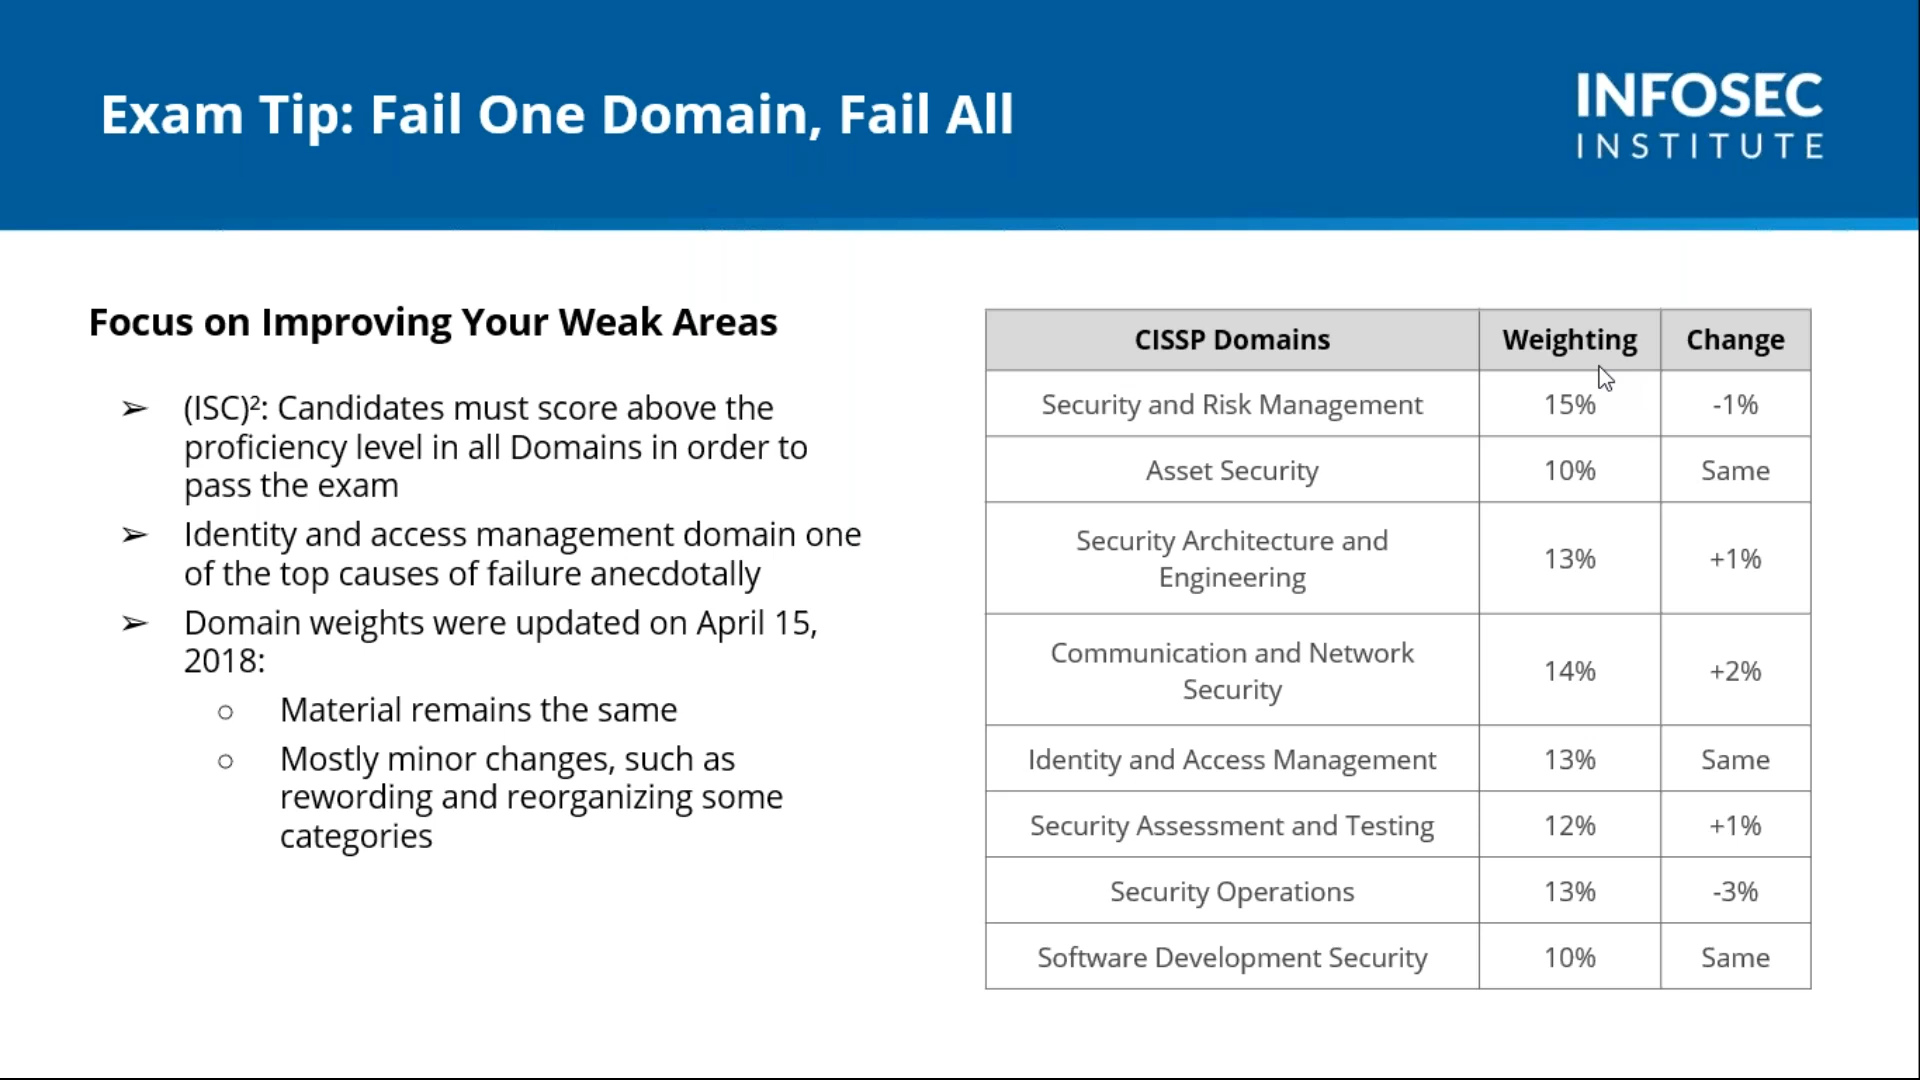 Exam Tip: Fail One Domain, Fail All
INFOSEC
INSTITUTE
Focus on Improving Your Weak Areas
➢ (ISC)²: Candidates must score above the
proficiency level in all Domains in order to
pass the exam
➢ Identity and access management domain one
of the top causes of failure anecdotally
➢ Domain weights were updated on April 15,
2018:
○ Material remains the same
○ Mostly minor changes, such as
rewording and reorganizing some
categories
CISSP Domains Weighting Change
Security and Risk Management 15% -1%
Asset Security 10% Same
Security Architecture and
Engineering 13% +1%
Communication and Network
Security 14% +2%
Identity and Access Management 13% Same
Security Assessment and Testing 12% +1%
Security Operations 13% -3%
Software Development Security 10% Same